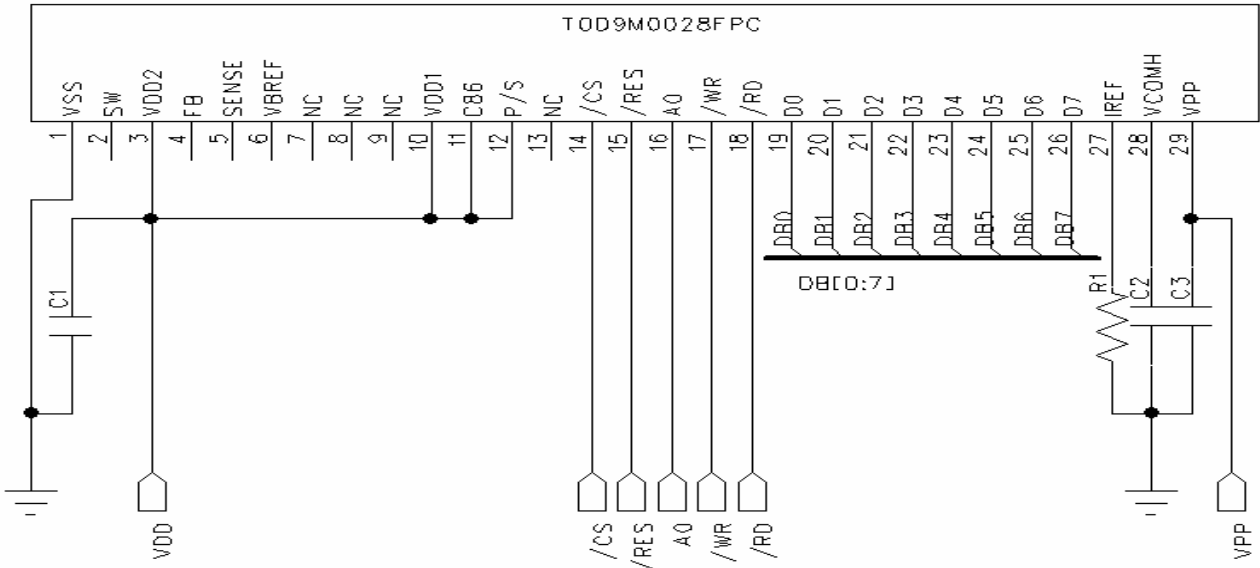 TOD9M0028FPC
VSS
SW
VDD2
FB
SENSE
VBREF
NC
NC
NC
VDD1
C86
P/S
NC
/CS
/RES
A0
/WR
/RD
D0
D1
D2
D3
D4
D5
D6
D7
IREF
VCOMH
VPP
1
2
3
4
5
6
7
8
9
10
11
12
13
14
15
16
17
18
19
20
21
22
23
24
25
26
27
28
29
DB0
DB1
DB2
DB3
DB4
DB5
DB6
DB7
DB[0:7]
C1
R1
C2
C3
VDD
/CS
/RES
A0
/WR
/RD
VPP